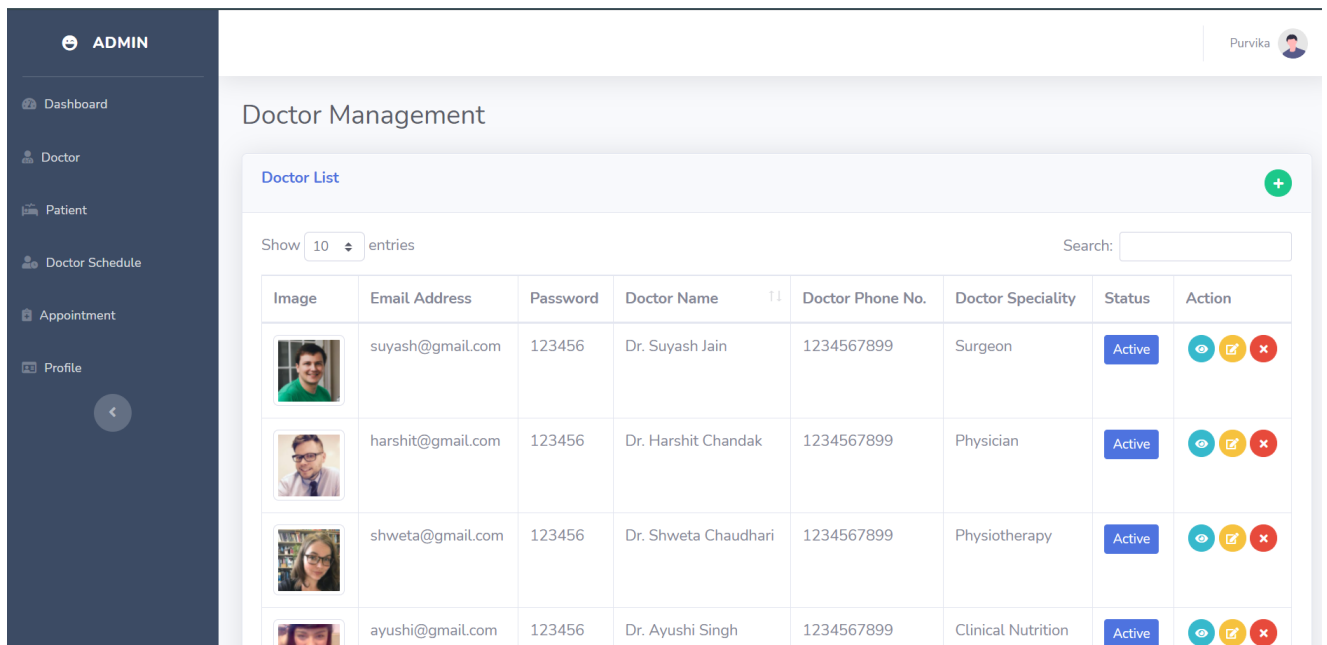 ADMIN
Purvika
Dashboard
Doctor
Patient
Doctor Schedule
Appointment
Profile
Doctor Management
Doctor List
Show 10 entries
Search:
Image Email Address Password Doctor Name Doctor Phone No. Doctor Speciality Status Action
suyash@gmail.com 123456 Dr. Suyash Jain 1234567899 Surgeon Active
harshit@gmail.com 123456 Dr. Harshit Chandak 1234567899 Physician Active
shweta@gmail.com 123456 Dr. Shweta Chaudhari 1234567899 Physiotherapy Active
ayushi@gmail.com 123456 Dr. Ayushi Singh 1234567899 Clinical Nutrition Active